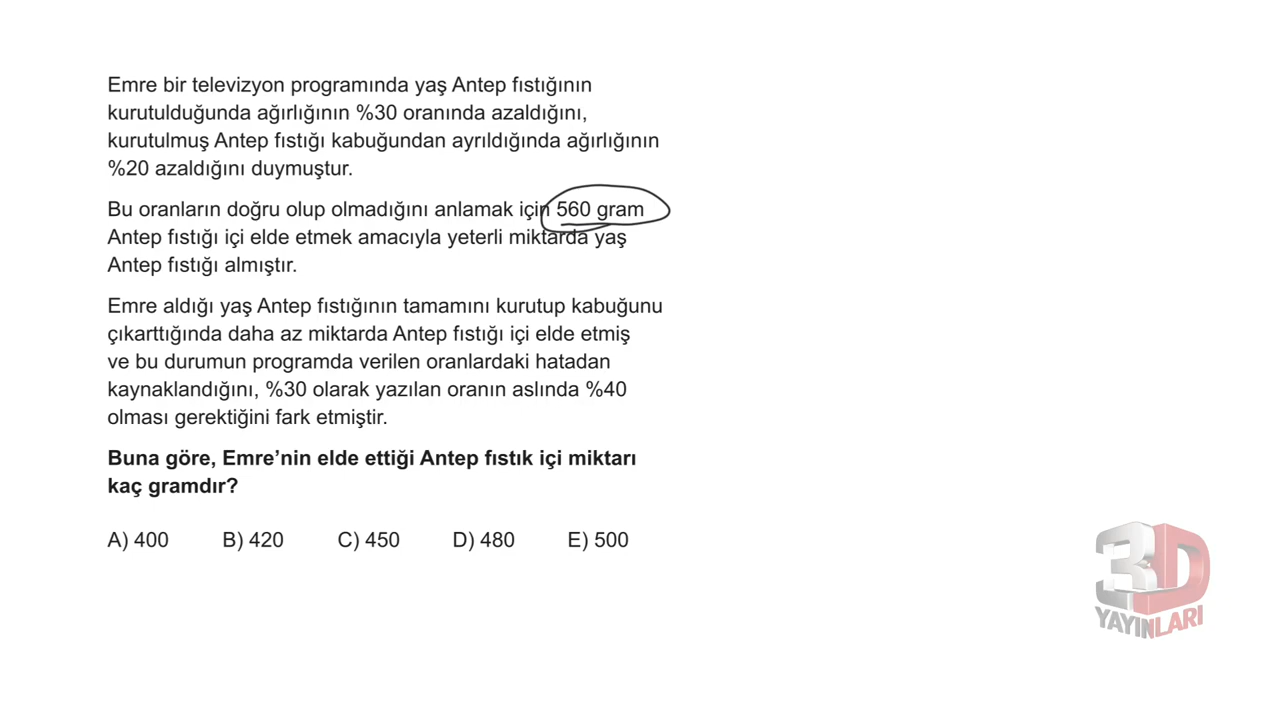 Emre bir televizyon programında yaş Antep fıstığının
kurutulduğunda ağırlığının %30 oranında azaldığını,
kurutulmuş Antep fıstığı kabuğundan ayrıldığında ağırlığının
%20 azaldığını duymuştur.
Bu oranların doğru olup olmadığını anlamak için 560 gram
Antep fıstığı içi elde etmek amacıyla yeterli miktarda yaş
Antep fıstığı almıştır.
Emre aldığı yaş Antep fıstığının tamamını kurutup kabuğunu
çıkarttığında daha az miktarda Antep fıstığı içi elde etmiş
ve bu durumun programda verilen oranlardaki hatadan
kaynaklandığını, %30 olarak yazılan oranın aslında %40
olması gerektiğini fark etmiştir.
Buna göre, Emre’nin elde ettiği Antep fıstık içi miktarı
kaç gramdır?
A) 400 B) 420 C) 450 D) 480 E) 500
3D
YAYINLARI